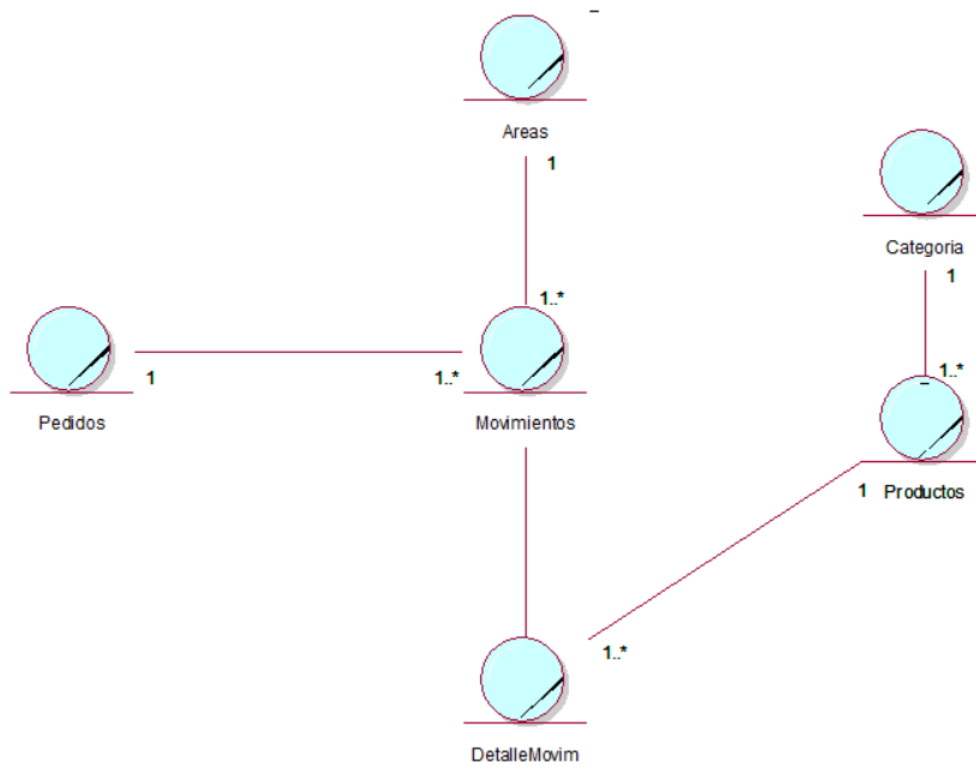 Areas
1
Categoria
1
1..*
1..*
1
1..*
Pedidos
Movimientos
1
Productos
1..*
DetalleMovim